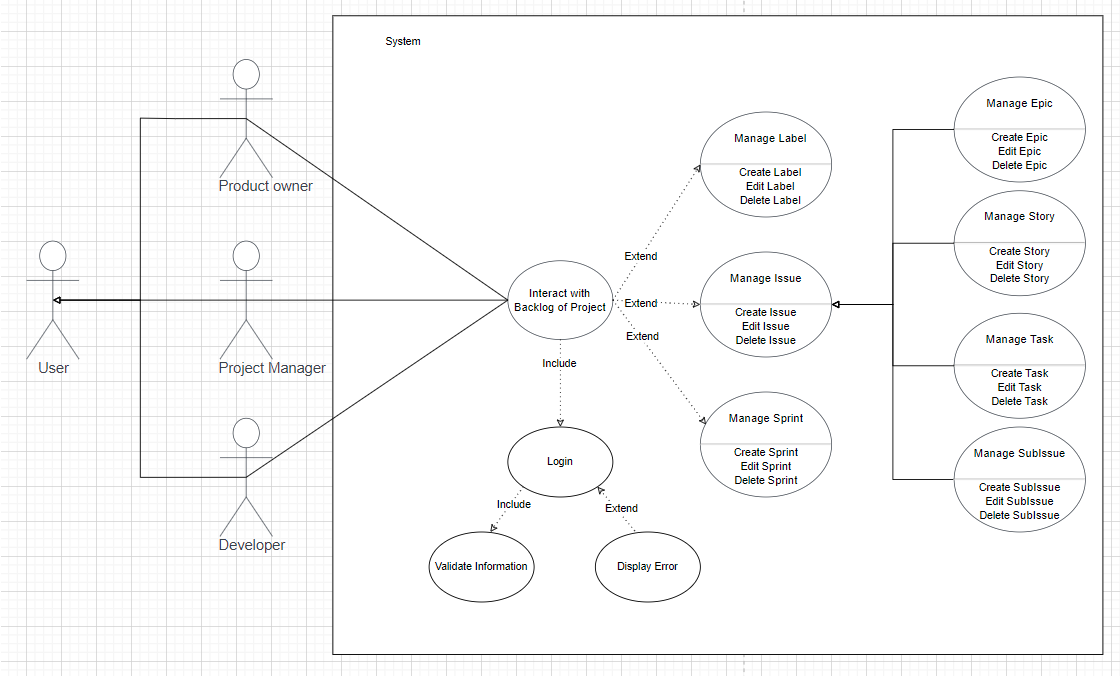 System
Product owner
User
Project Manager
Developer
Interact with
Backlog of Project
Extend
Extend
Extend
Include
Login
Include
Extend
Validate Information
Display Error
Manage Label
Create Label
Edit Label
Delete Label
Manage Issue
Create Issue
Edit Issue
Delete Issue
Manage Sprint
Create Sprint
Edit Sprint
Delete Sprint
Manage Epic
Create Epic
Edit Epic
Delete Epic
Manage Story
Create Story
Edit Story
Delete Story
Manage Task
Create Task
Edit Task
Delete Task
Manage SubIssue
Create SubIssue
Edit SubIssue
Delete SubIssue